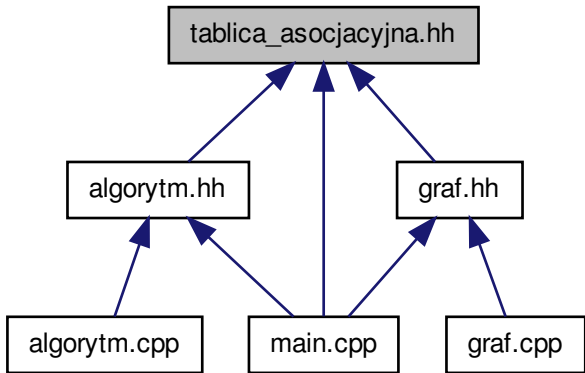 tablica_asocjacyjna.hh
algorytm.hh
graf.hh
algorytm.cpp
main.cpp
graf.cpp